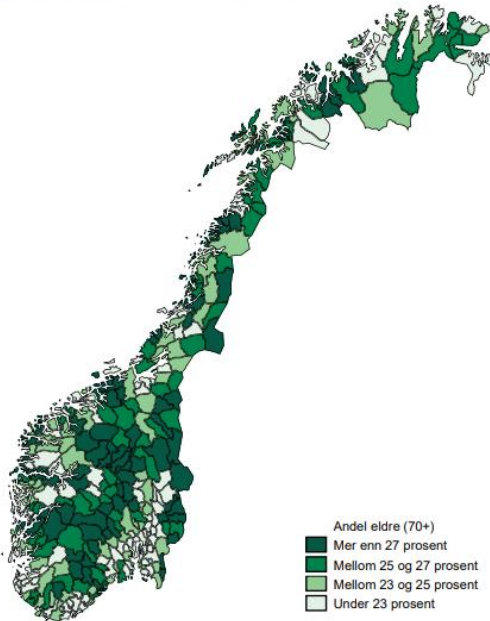 Andel eldre (70+)
Mer enn 27 prosent
Mellom 25 og 27 prosent
Mellom 23 og 25 prosent
Under 23 prosent